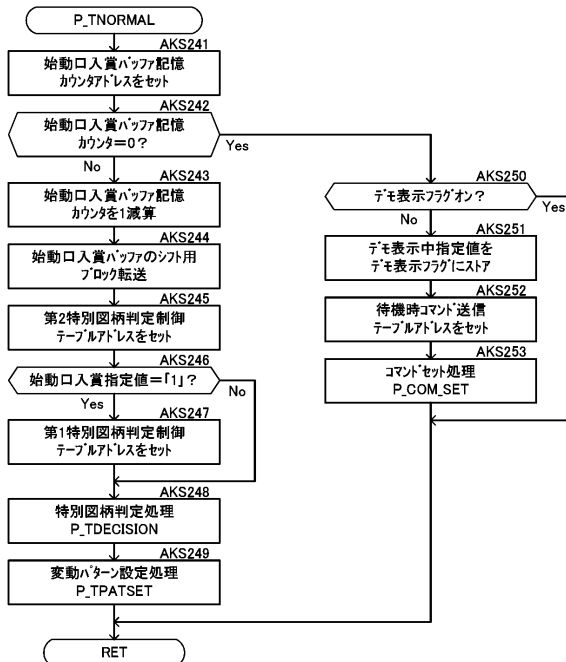 P_TNORMAL
AKS241
始動口入賞バッファ記憶
カウンタアドレスをセット
AKS242
始動口入賞バッファ記憶
カウンタ=0?
Yes
No
AKS243
始動口入賞バッファ記憶
カウンタを1減算
AKS244
始動口入賞バッファのシフト用
ブロック転送
AKS245
第2特別図柄判定制御
テーブルアドレスをセット
AKS246
始動口入賞指定値=「1」?
No
Yes
AKS247
第1特別図柄判定制御
テーブルアドレスをセット
AKS248
特別図柄判定処理
P_TDECISION
AKS249
変動パターン設定処理
P_TPATSET
RET
AKS250
デモ表示フラグオン?
Yes
No
AKS251
デモ表示中指定値を
デモ表示フラグにストア
AKS252
待機時コマンド送信
テーブルアドレスをセット
AKS253
コマンドセット処理
P_COM_SET